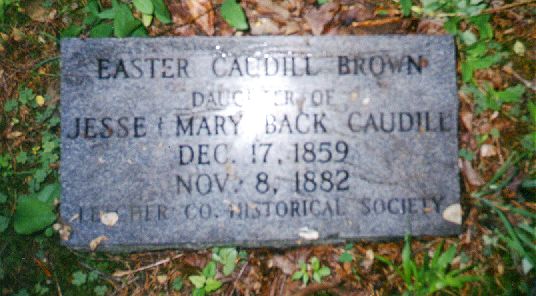 EASTER CAUDILL BROWN
DAUGHTER OF
JESSE & MARY BACK CAUDILL
DEC. 17, 1859
NOV. 8, 1882
LETCHER CO. HISTORICAL SOCIETY